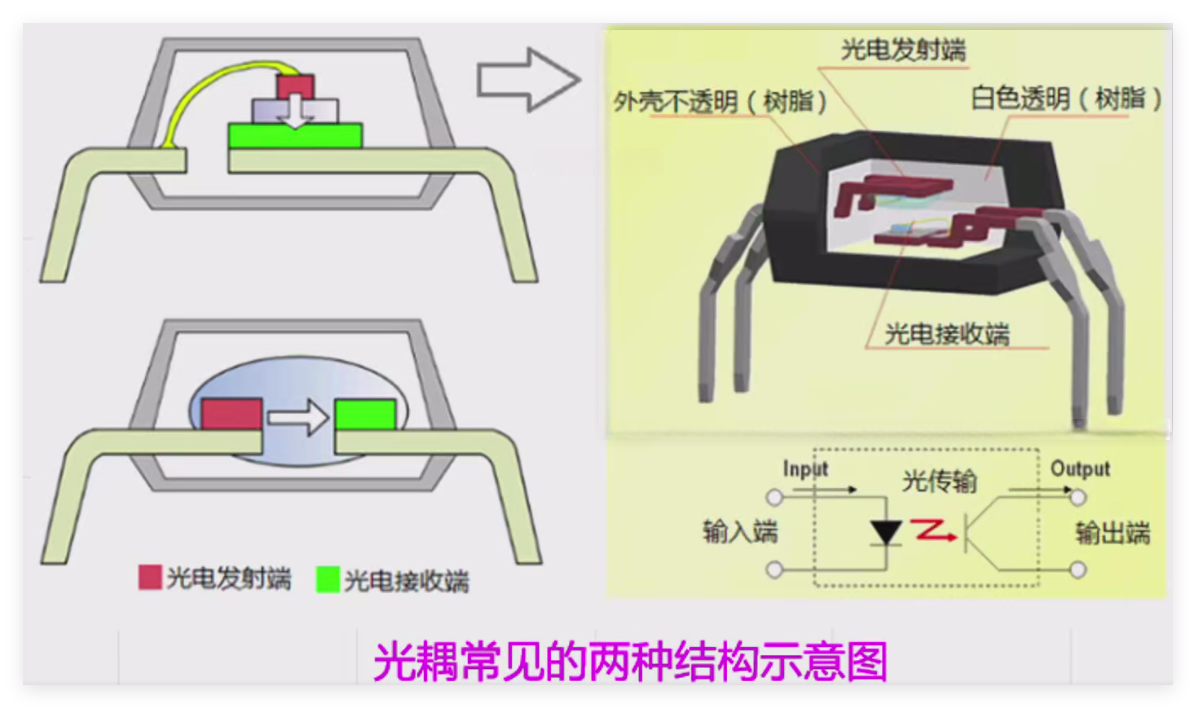 光电发射端
外壳不透明（树脂）
白色透明（树脂）
光电接收端
Input
光传输
Output
输入端
输出端
光电发射端
光电接收端
光耦常见的两种结构示意图